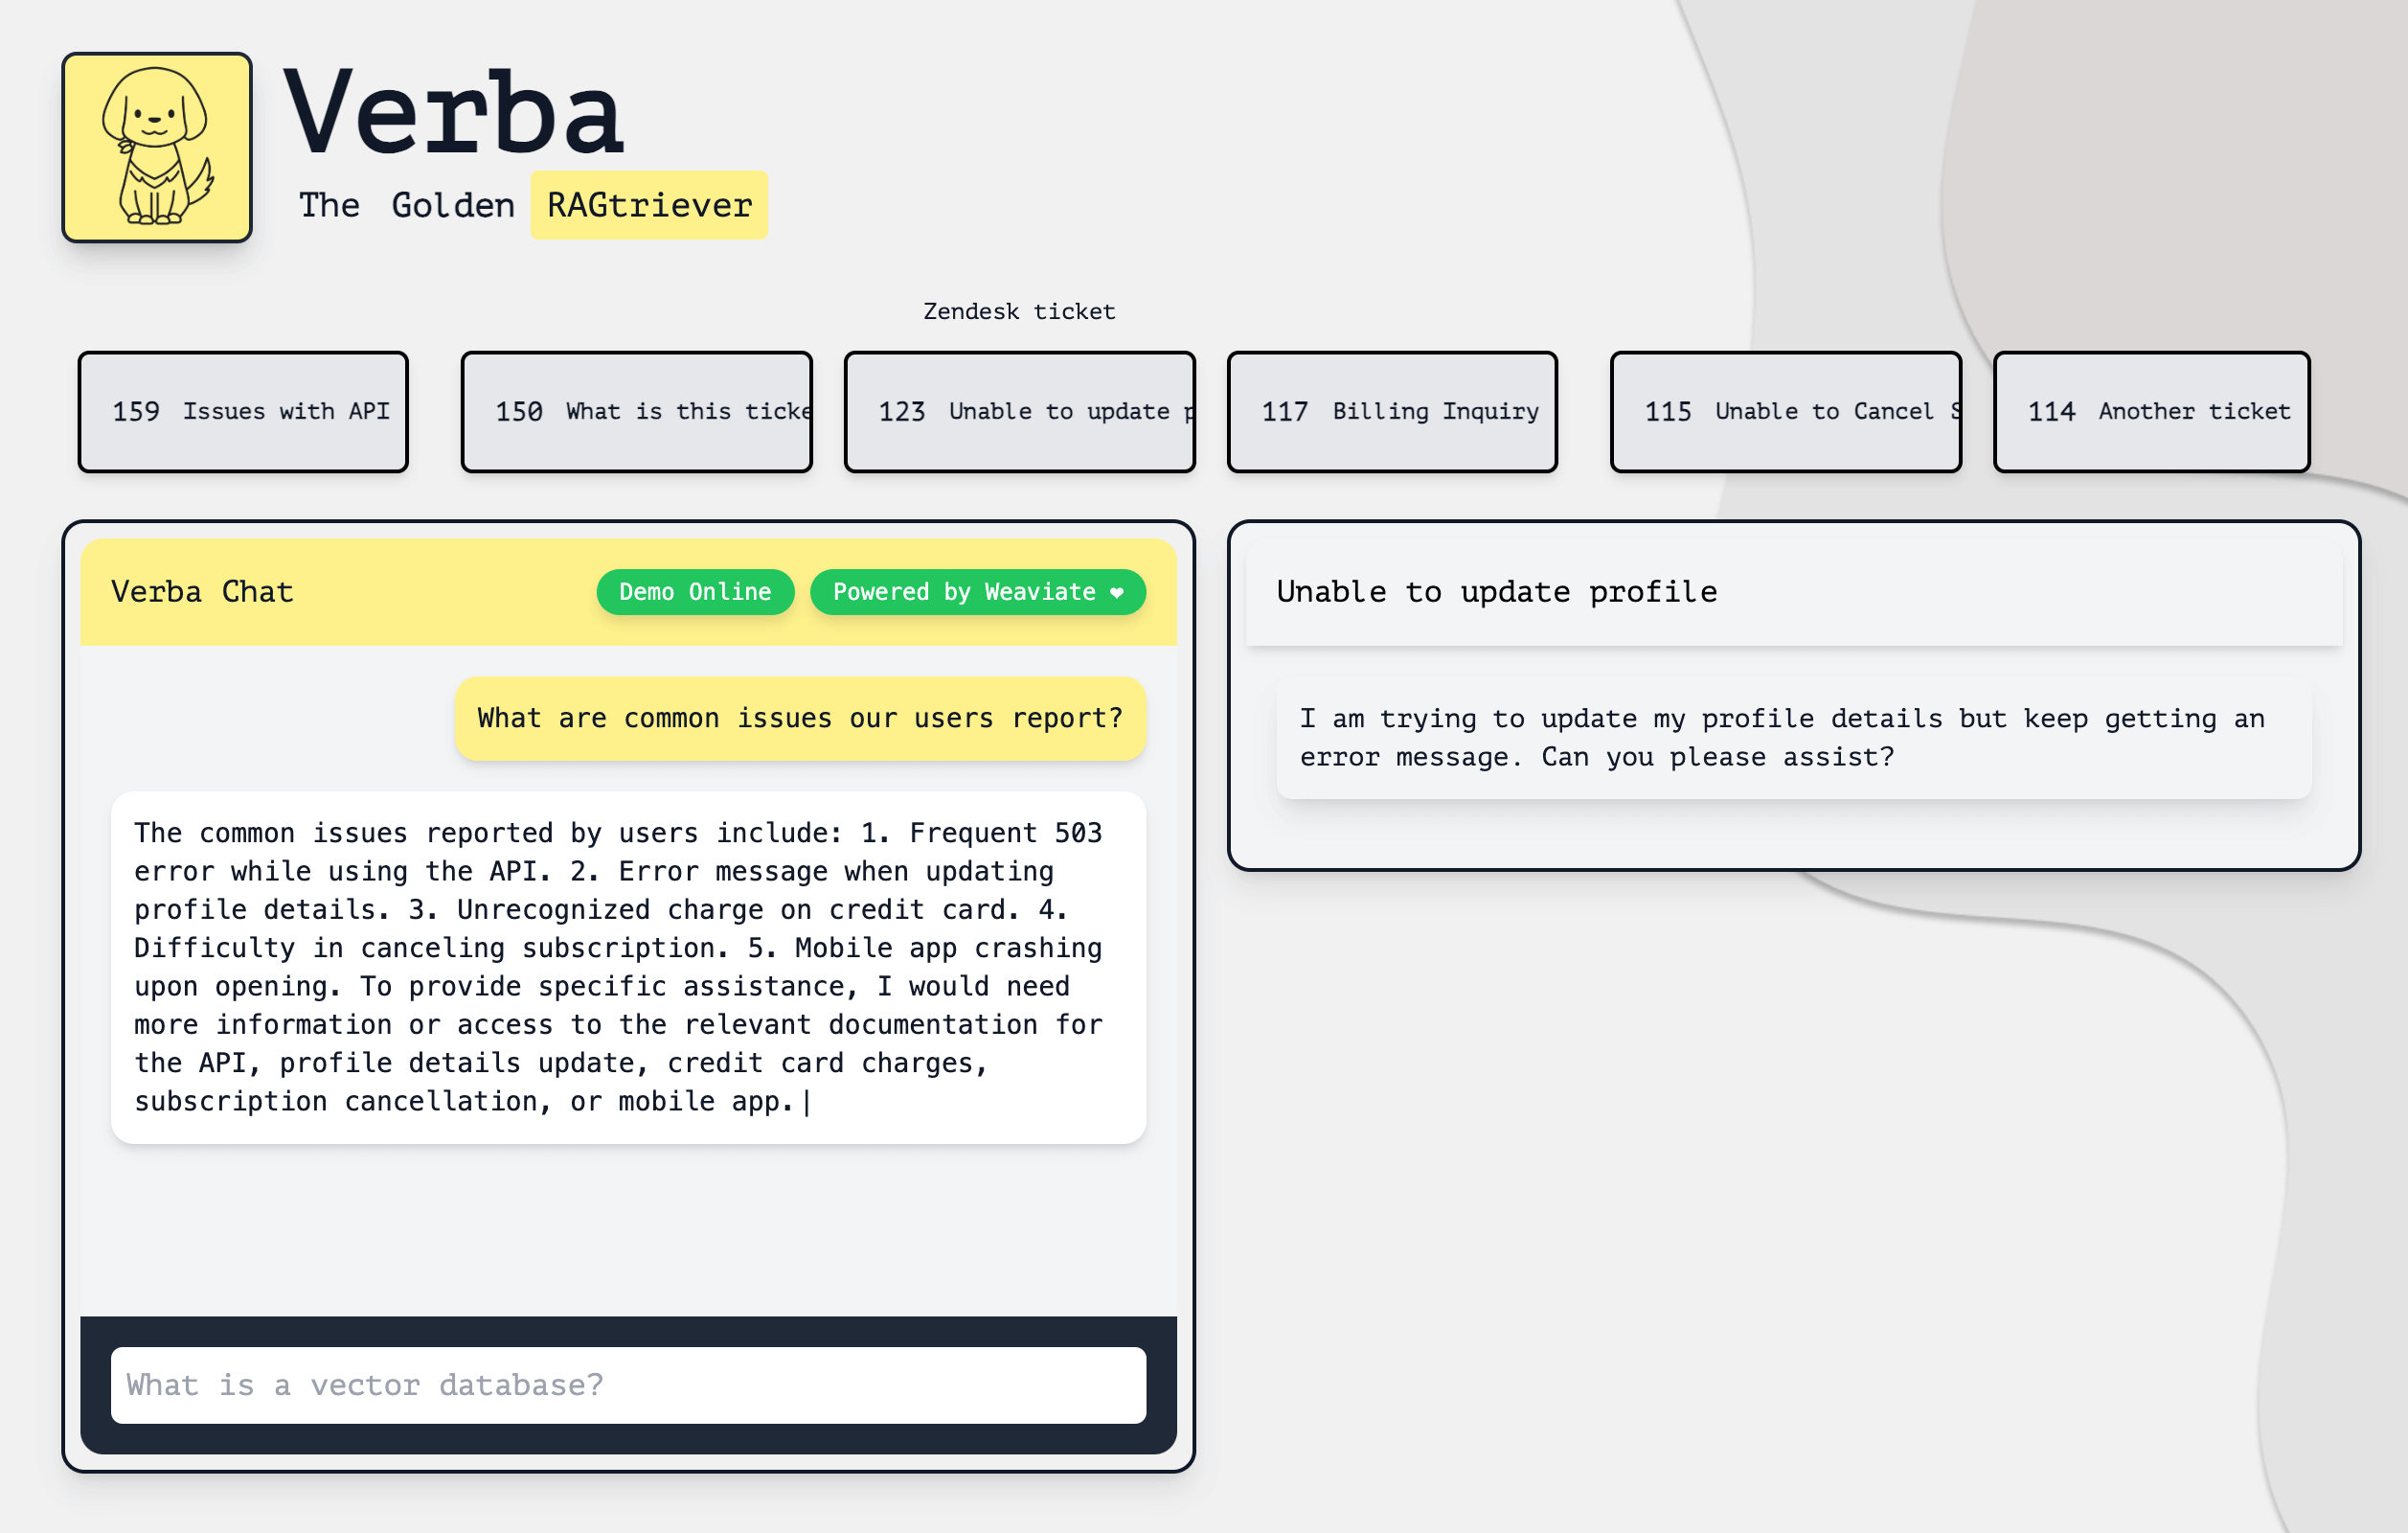 Verba
The Golden RAGtriever
Zendesk ticket
159 Issues with API
150 What is this ticke
123 Unable to update p
117 Billing Inquiry
115 Unable to Cancel S
114 Another ticket
Verba Chat
Demo Online
Powered by Weaviate ❤
What are common issues our users report?
The common issues reported by users include: 1. Frequent 503
error while using the API. 2. Error message when updating
profile details. 3. Unrecognized charge on credit card. 4.
Difficulty in canceling subscription. 5. Mobile app crashing
upon opening. To provide specific assistance, I would need
more information or access to the relevant documentation for
the API, profile details update, credit card charges,
subscription cancellation, or mobile app.|
What is a vector database?
Unable to update profile
I am trying to update my profile details but keep getting an
error message. Can you please assist?